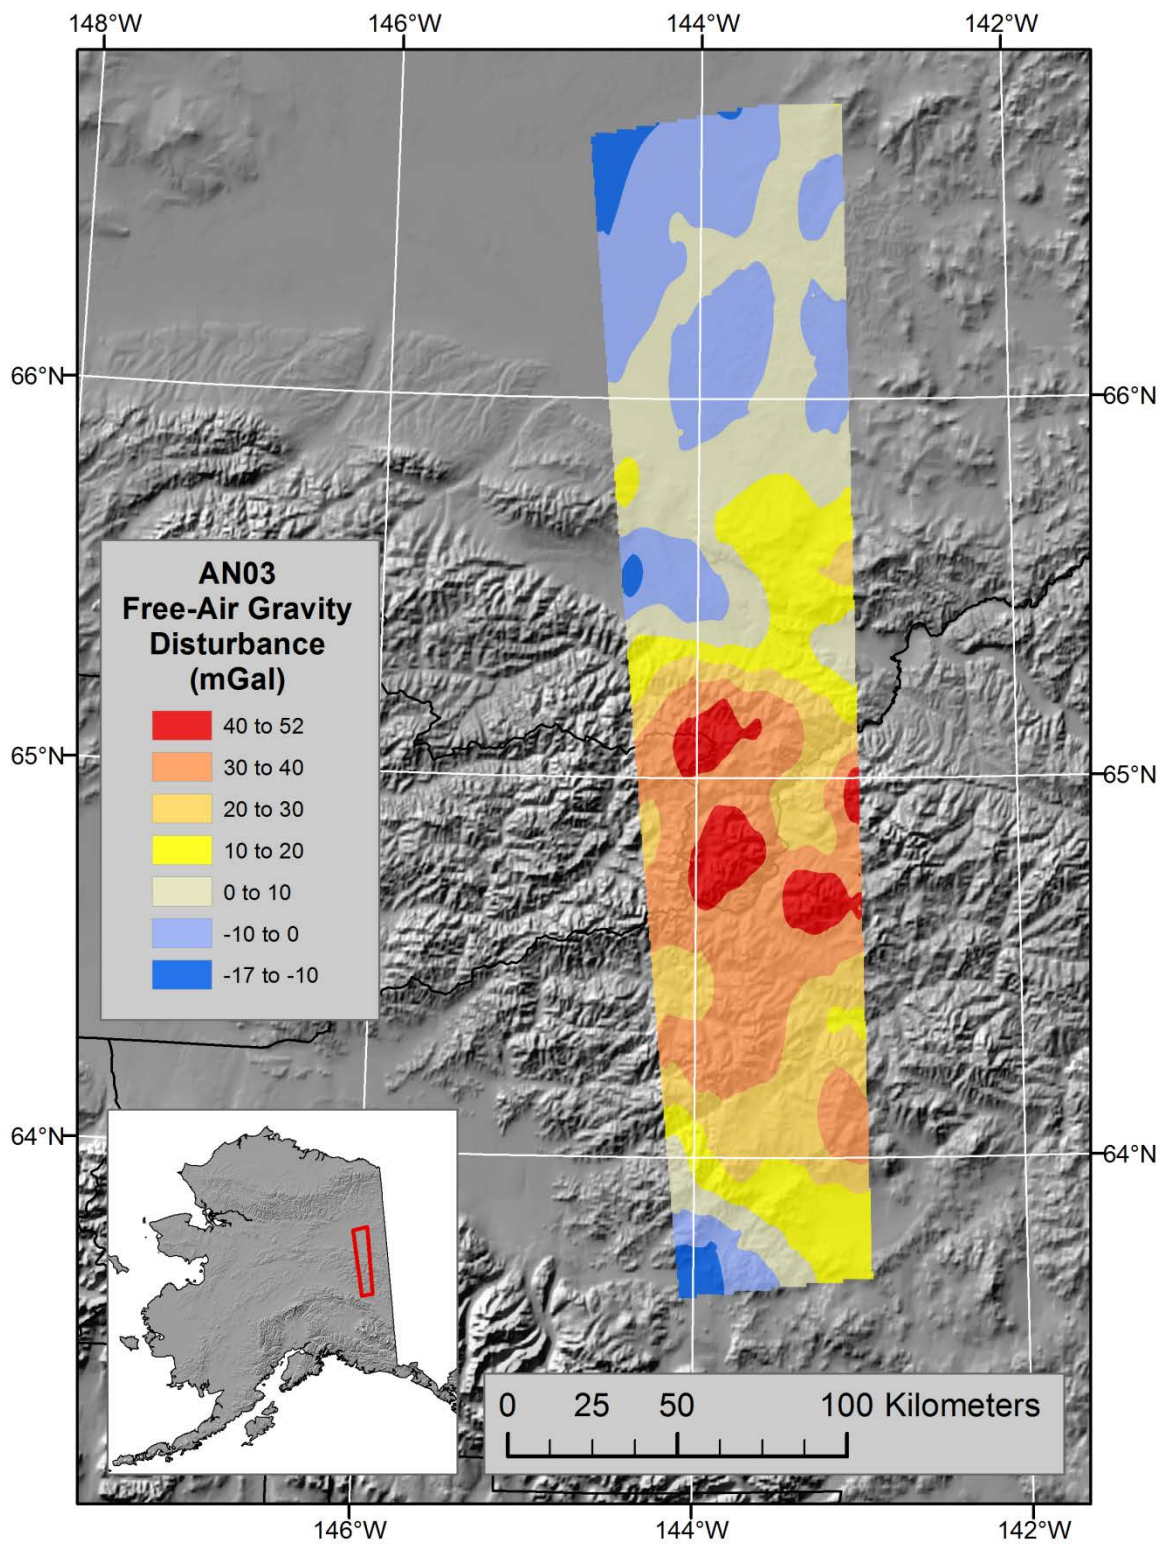 148°W 146°W 144°W 142°W
66°N
66°N
AN03
Free-Air Gravity
Disturbance
(mGal)
40 to 52
30 to 40
20 to 30
10 to 20
0 to 10
-10 to 0
-17 to -10
65°N
65°N
64°N
64°N
0 25 50 100 Kilometers
146°W 144°W 142°W